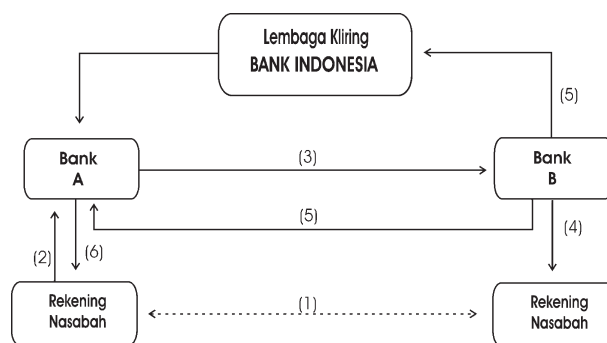 Lembaga Kliring
BANK INDONESIA
(5)
Bank
A
(3)
Bank
B
(5)
(4)
(2)
(6)
Rekening
Nasabah
(1)
Rekening
Nasabah